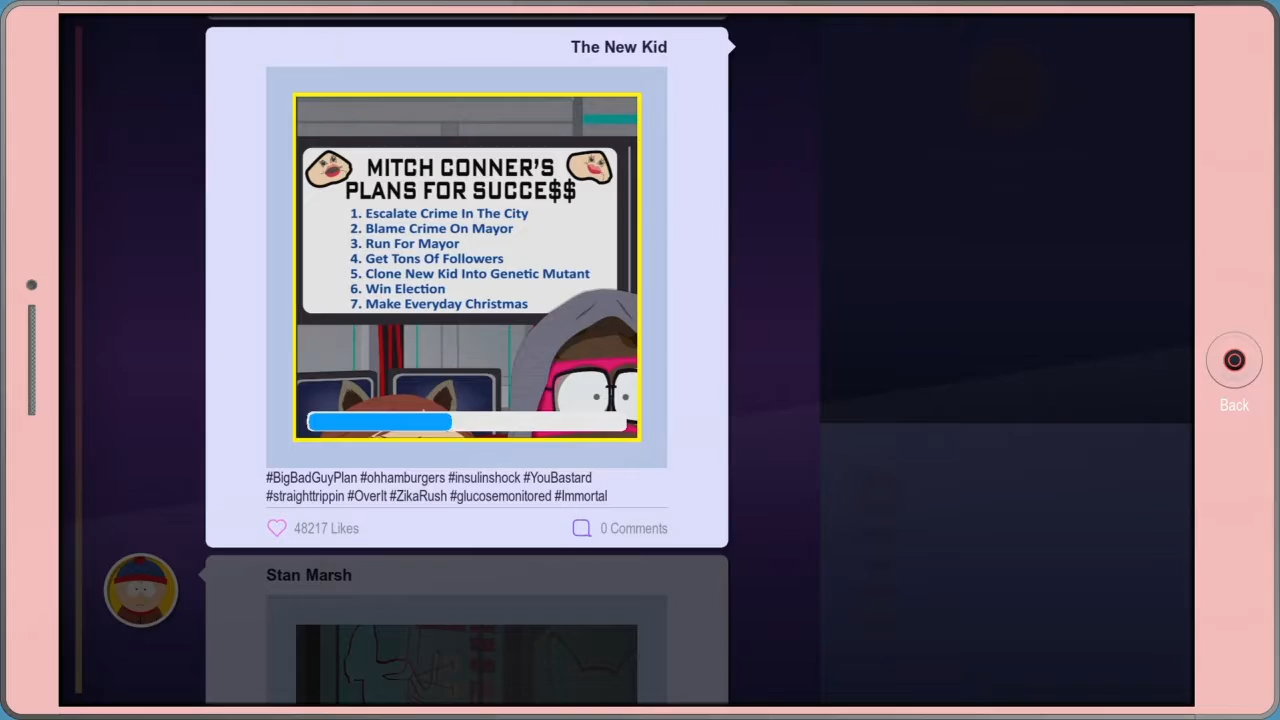 The New Kid
MITCH CONNER'S
PLANS FOR SUCCE$$
1. Escalate Crime In The City
2. Blame Crime On Mayor
3. Run For Mayor
4. Get Tons Of Followers
5. Clone New Kid Into Genetic Mutant
6. Win Election
7. Make Everyday Christmas
#BigBadGuyPlan #ohhamburgers #insulinshock #YouBastard
#straighttrippin #OverIt #ZikaRush #glucosemonitored #Immortal
48217 Likes
0 Comments
Stan Marsh
Back